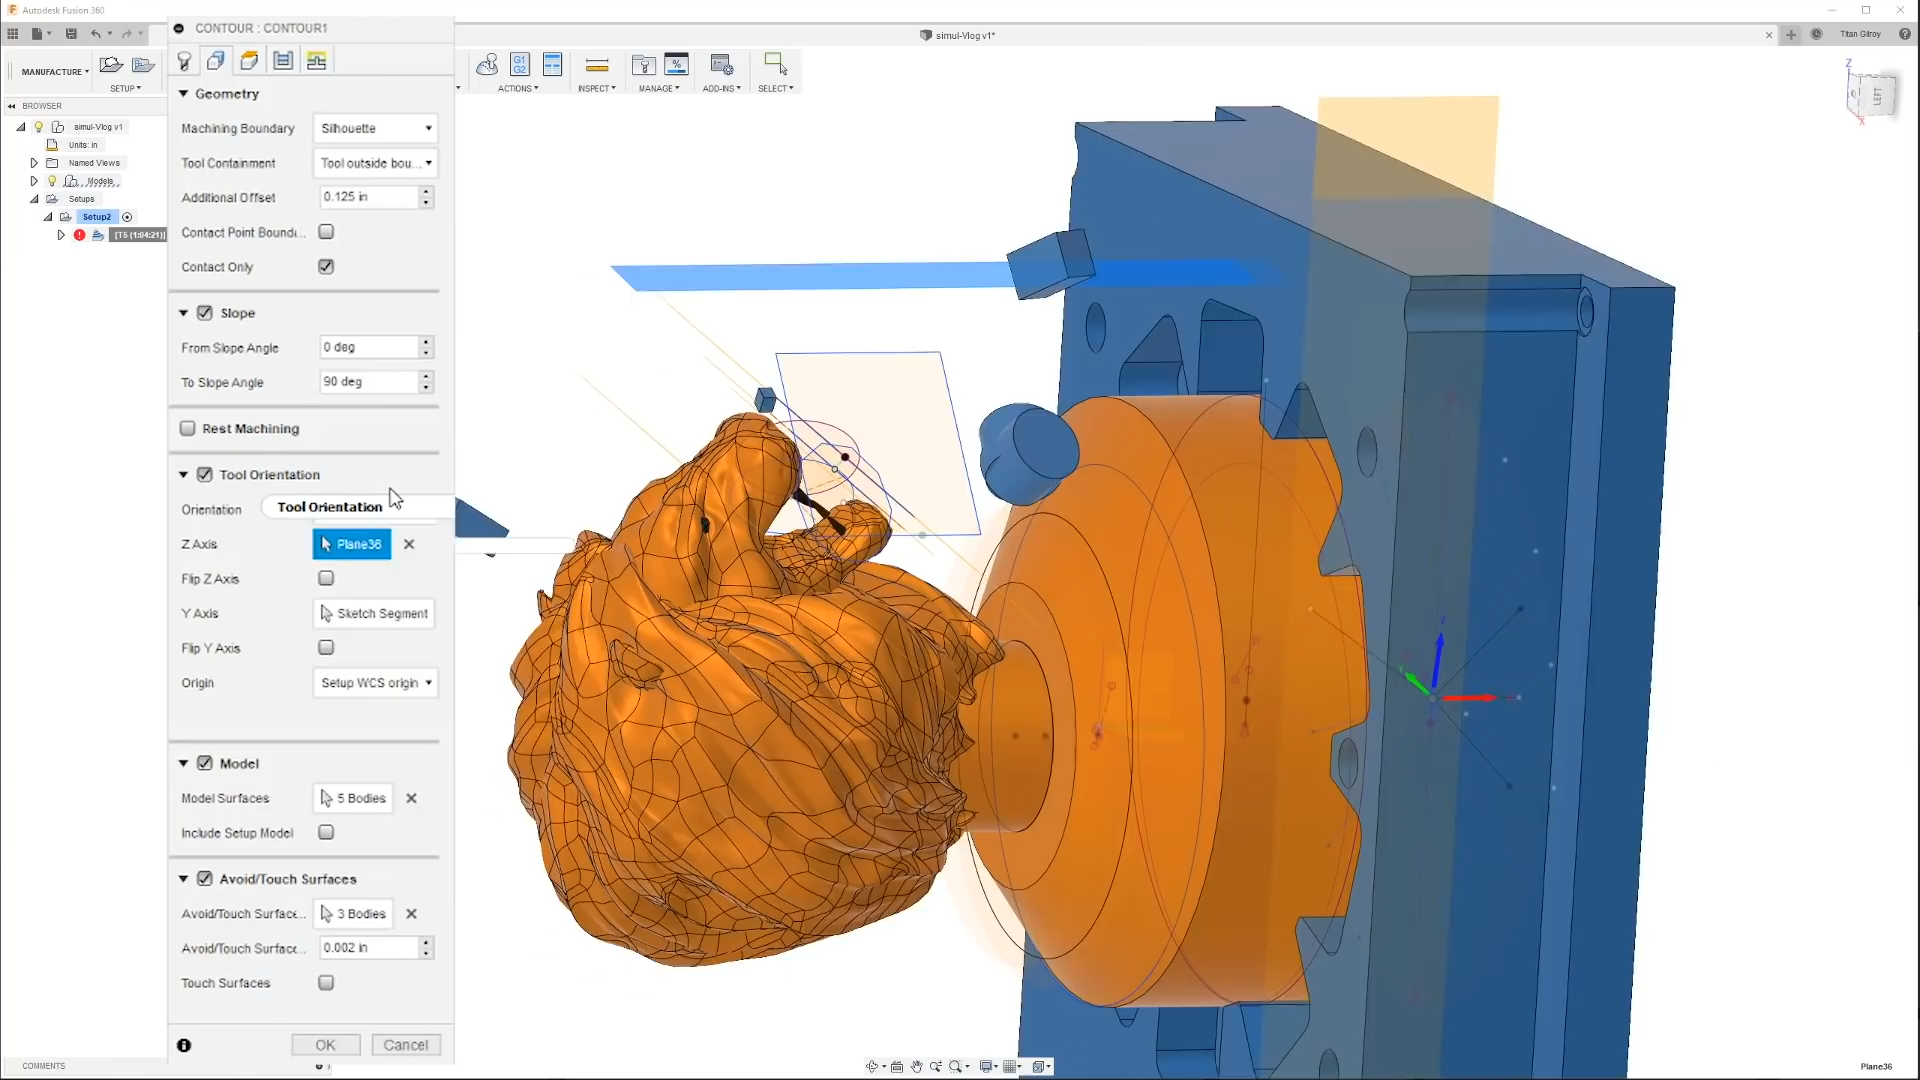 Autodesk Fusion 360
CONTOUR : CONTOUR1
simul-Vlog v1*
Titan Gilroy
MANUFACTURE
SETUP
G1
G2
%
ACTIONS
INSPECT
MANAGE
ADD-INS
SELECT
BROWSER
simul-Vlog v1
Units: in
Named Views
Models
Setups
Setup2
[T5 (1:04:21)]
Geometry
Machining Boundary Silhouette
Tool Containment Tool outside bou...
Additional Offset 0.125 in
Contact Point Bound...
Contact Only
Slope
From Slope Angle 0 deg
To Slope Angle 90 deg
Rest Machining
Tool Orientation
Orientation
Tool Orientation
Z Axis Plane36
Flip Z Axis
Y Axis Sketch Segment
Flip Y Axis
Origin Setup WCS origin
Model
Model Surfaces 5 Bodies
Include Setup Model
Avoid/Touch Surfaces
Avoid/Touch Surfac... 3 Bodies
Avoid/Touch Surfac... 0.002 in
Touch Surfaces
OK Cancel
COMMENTS
Z
LEFT
X
Z
Y
Plane36